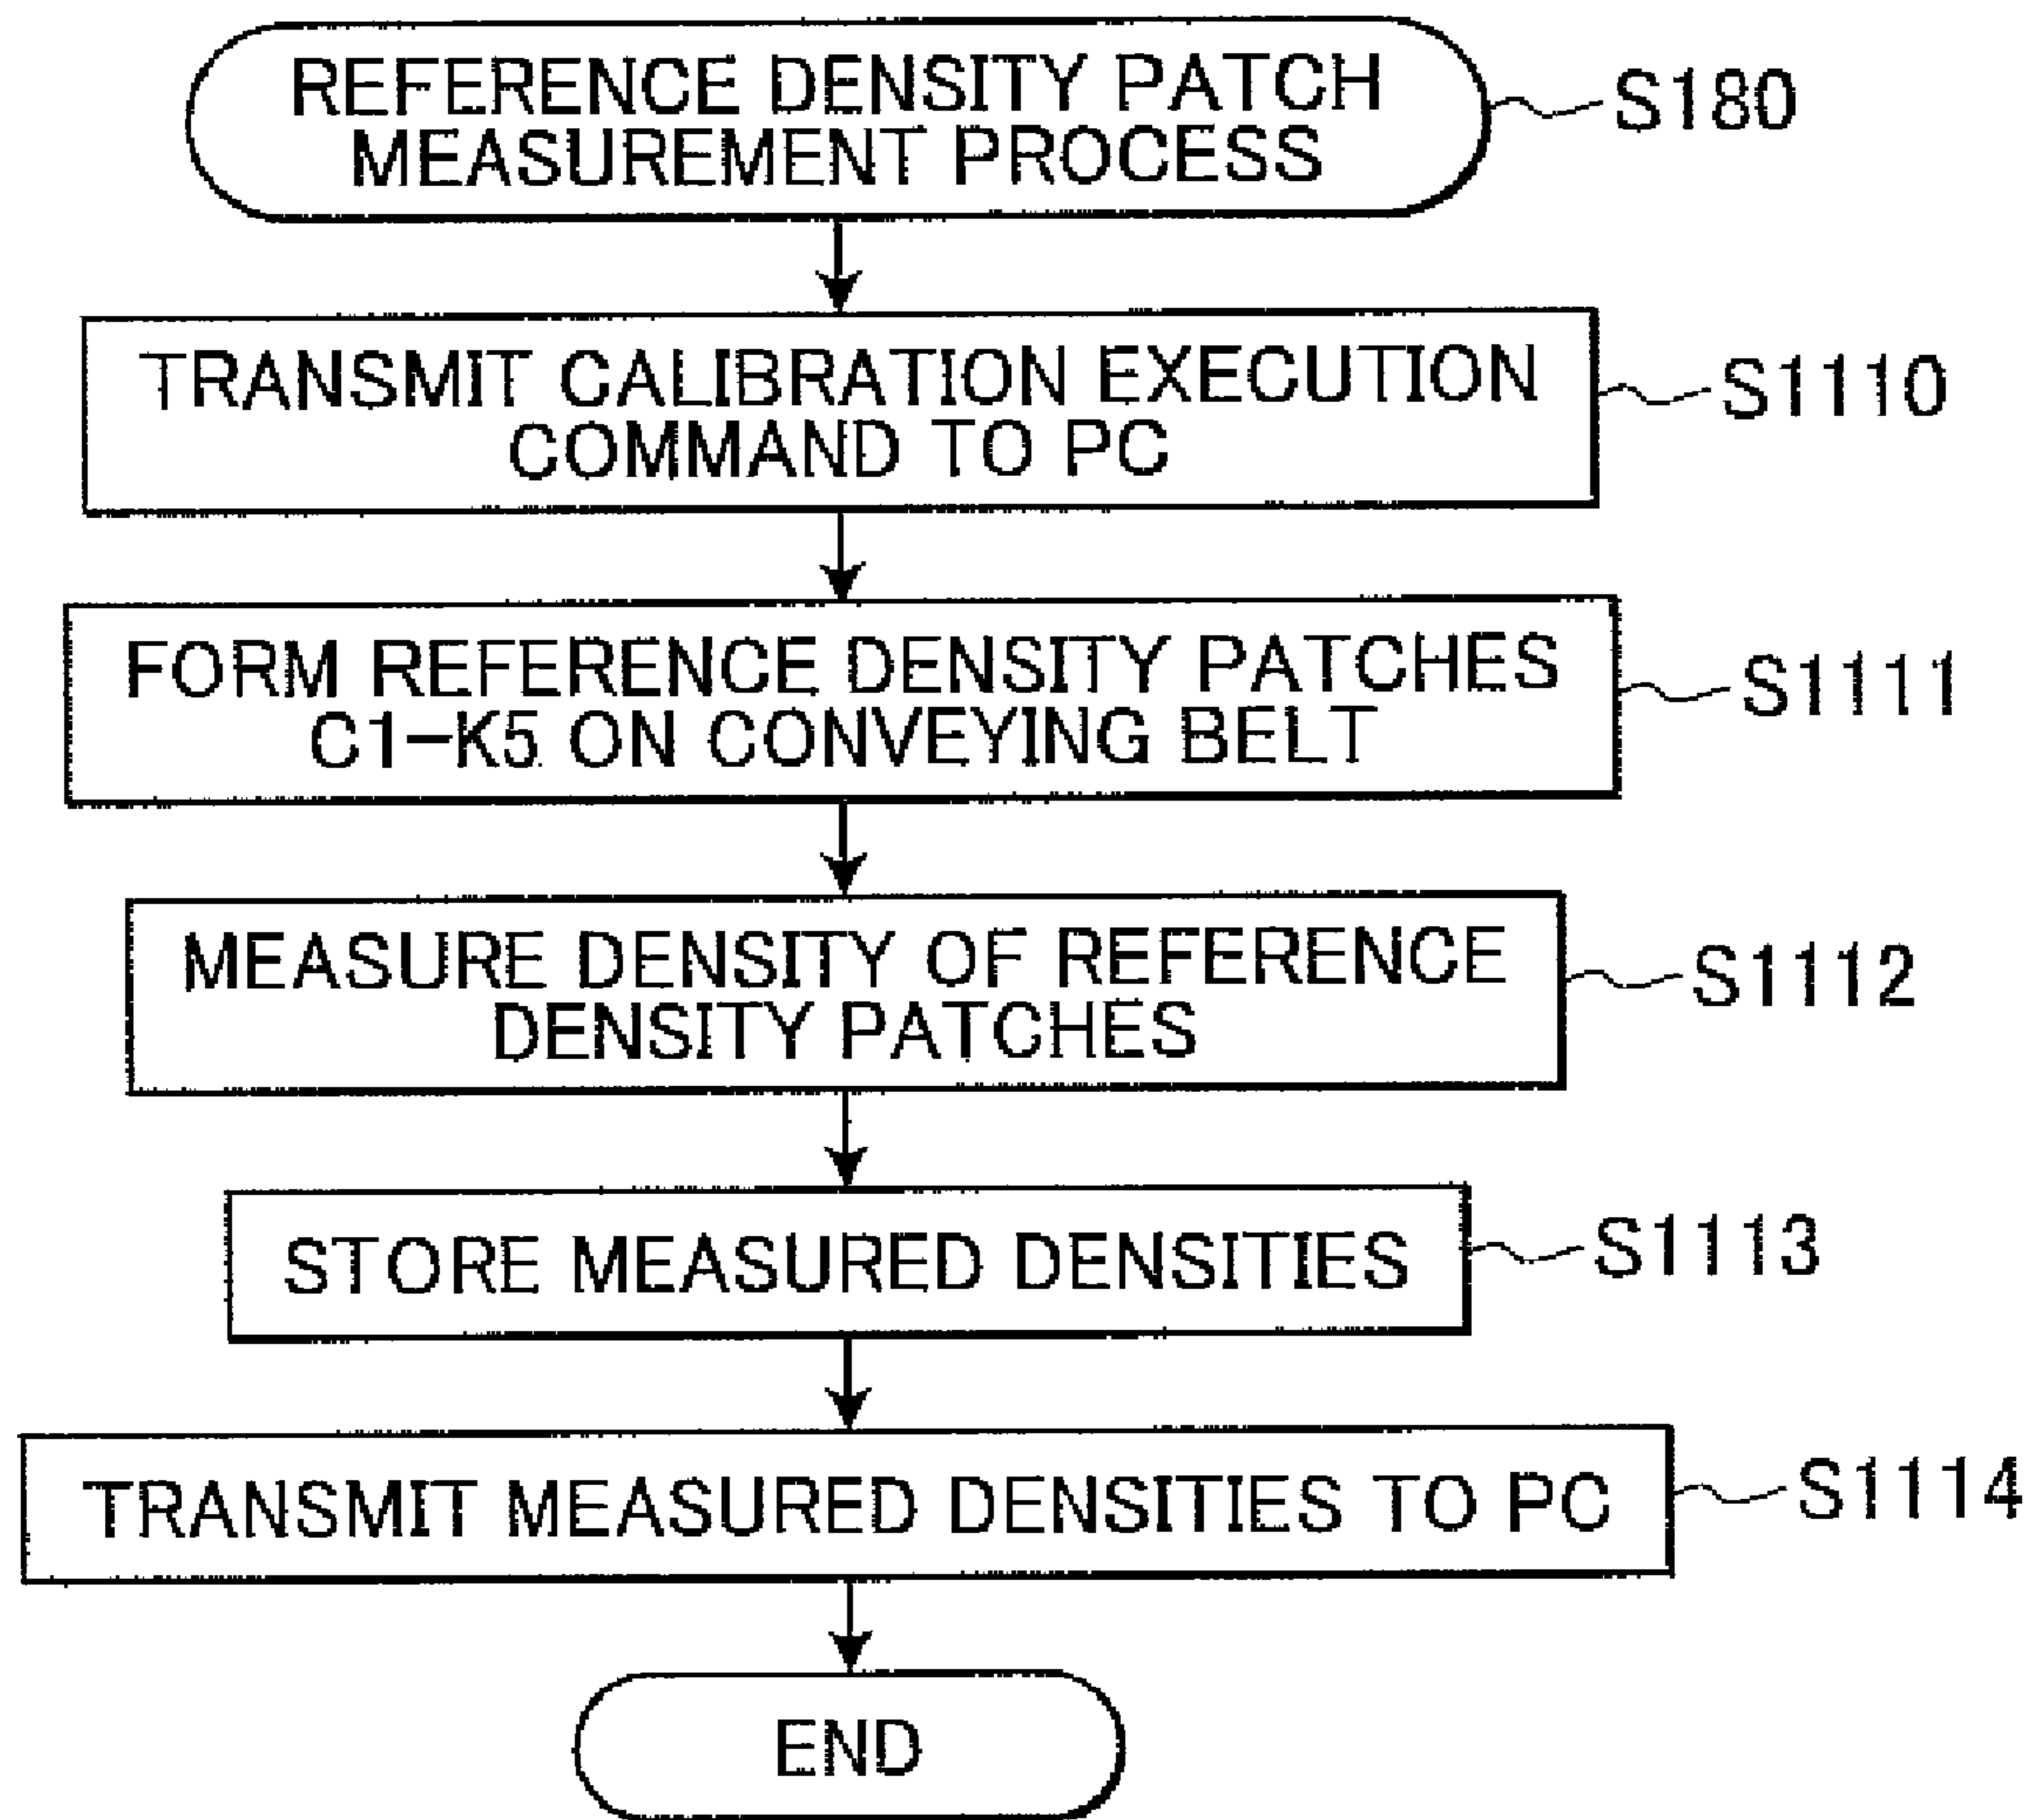 REFERENCE DENSITY PATCH
MEASUREMENT PROCESS
S180
TRANSMIT CALIBRATION EXECUTION
COMMAND TO PC
S1110
FORM REFERENCE DENSITY PATCHES
C1-K5 ON CONVEYING BELT
S1111
MEASURE DENSITY OF REFERENCE
DENSITY PATCHES
S1112
STORE MEASURED DENSITIES
S1113
TRANSMIT MEASURED DENSITIES TO PC
S1114
END